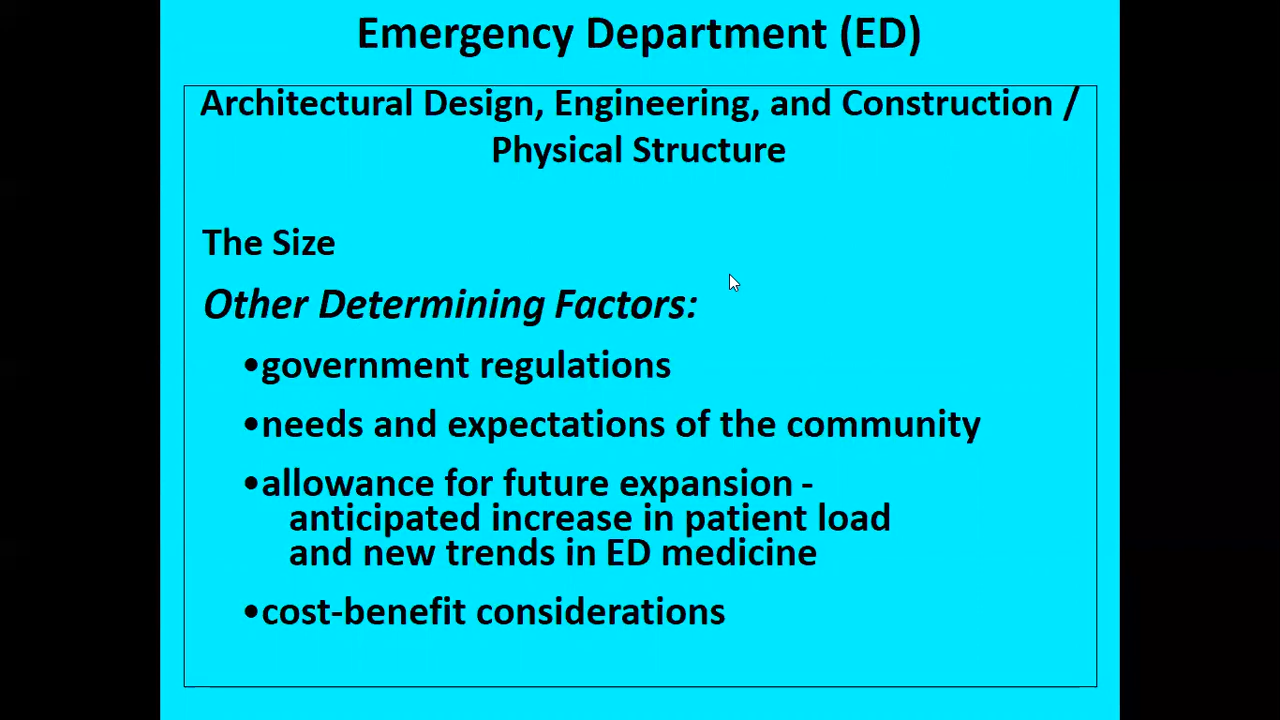 Emergency Department (ED)
Architectural Design, Engineering, and Construction /
Physical Structure
The Size
Other Determining Factors:
•government regulations
•needs and expectations of the community
•allowance for future expansion -
anticipated increase in patient load
and new trends in ED medicine
•cost-benefit considerations